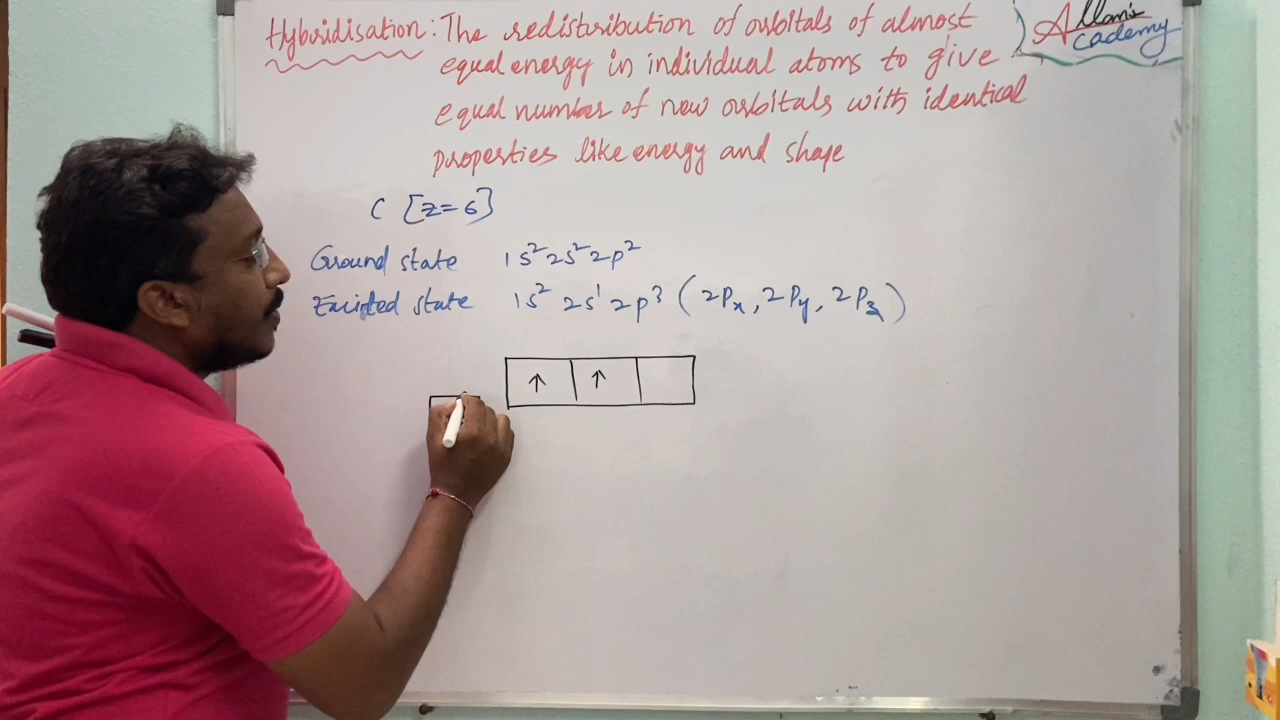 Hybridisation: The redistribution of orbitals of almost
equal energy in individual atoms to give
equal number of new orbitals with identical
properties like energy and shape
Allam's
Academy
C [Z=6]
Ground state 1s² 2s² 2p²
Excited state 1s² 2s¹ 2p³ (2Px, 2Py, 2Pz)
↑ ↑